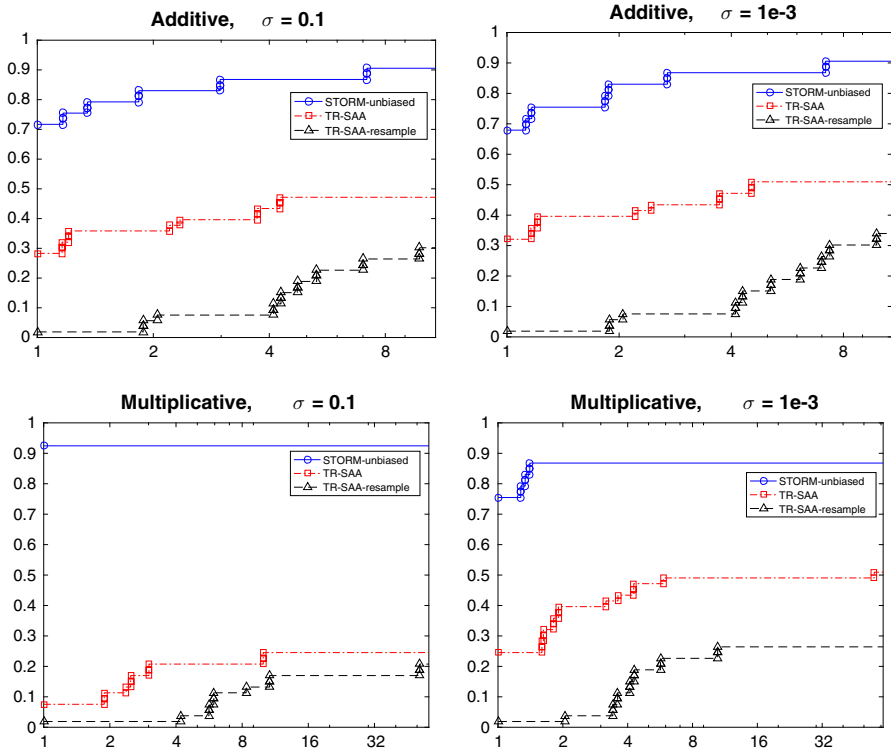 Additive, σ = 0.1
1
0.9
0.8
0.7
0.6
0.5
0.4
0.3
0.2
0.1
0
1 2 4 8
STORM-unbiased
TR-SAA
TR-SAA-resample
Additive, σ = 1e-3
1
0.9
0.8
0.7
0.6
0.5
0.4
0.3
0.2
0.1
0
1 2 4 8
STORM-unbiased
TR-SAA
TR-SAA-resample
Multiplicative, σ = 0.1
1
0.9
0.8
0.7
0.6
0.5
0.4
0.3
0.2
0.1
0
1 2 4 8 16 32
STORM-unbiased
TR-SAA
TR-SAA-resample
Multiplicative, σ = 1e-3
1
0.9
0.8
0.7
0.6
0.5
0.4
0.3
0.2
0.1
0
1 2 4 8 16 32
STORM-unbiased
TR-SAA
TR-SAA-resample